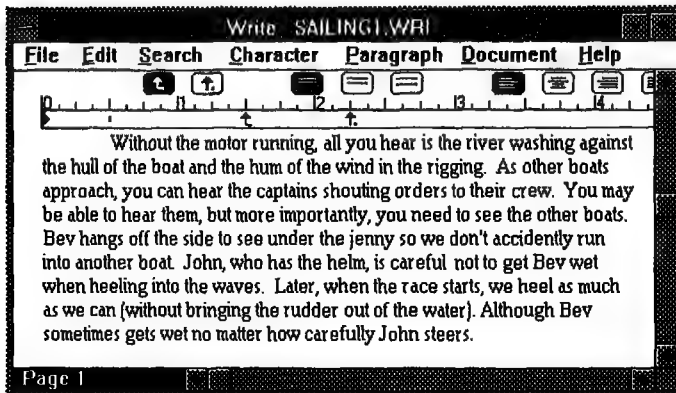 Write - SAILING1.WRI
File Edit Search Character Paragraph Document Help
0 1 2 3 4
Without the motor running, all you hear is the river washing against
the hull of the boat and the hum of the wind in the rigging. As other boats
approach, you can hear the captains shouting orders to their crew. You may
be able to hear them, but more importantly, you need to see the other boats.
Bev hangs off the side to see under the jenny so we don't accidently run
into another boat. John, who has the helm, is careful not to get Bev wet
when heeling into the waves. Later, when the race starts, we heel as much
as we can (without bringing the rudder out of the water). Although Bev
sometimes gets wet no matter how carefully John steers.
Page 1